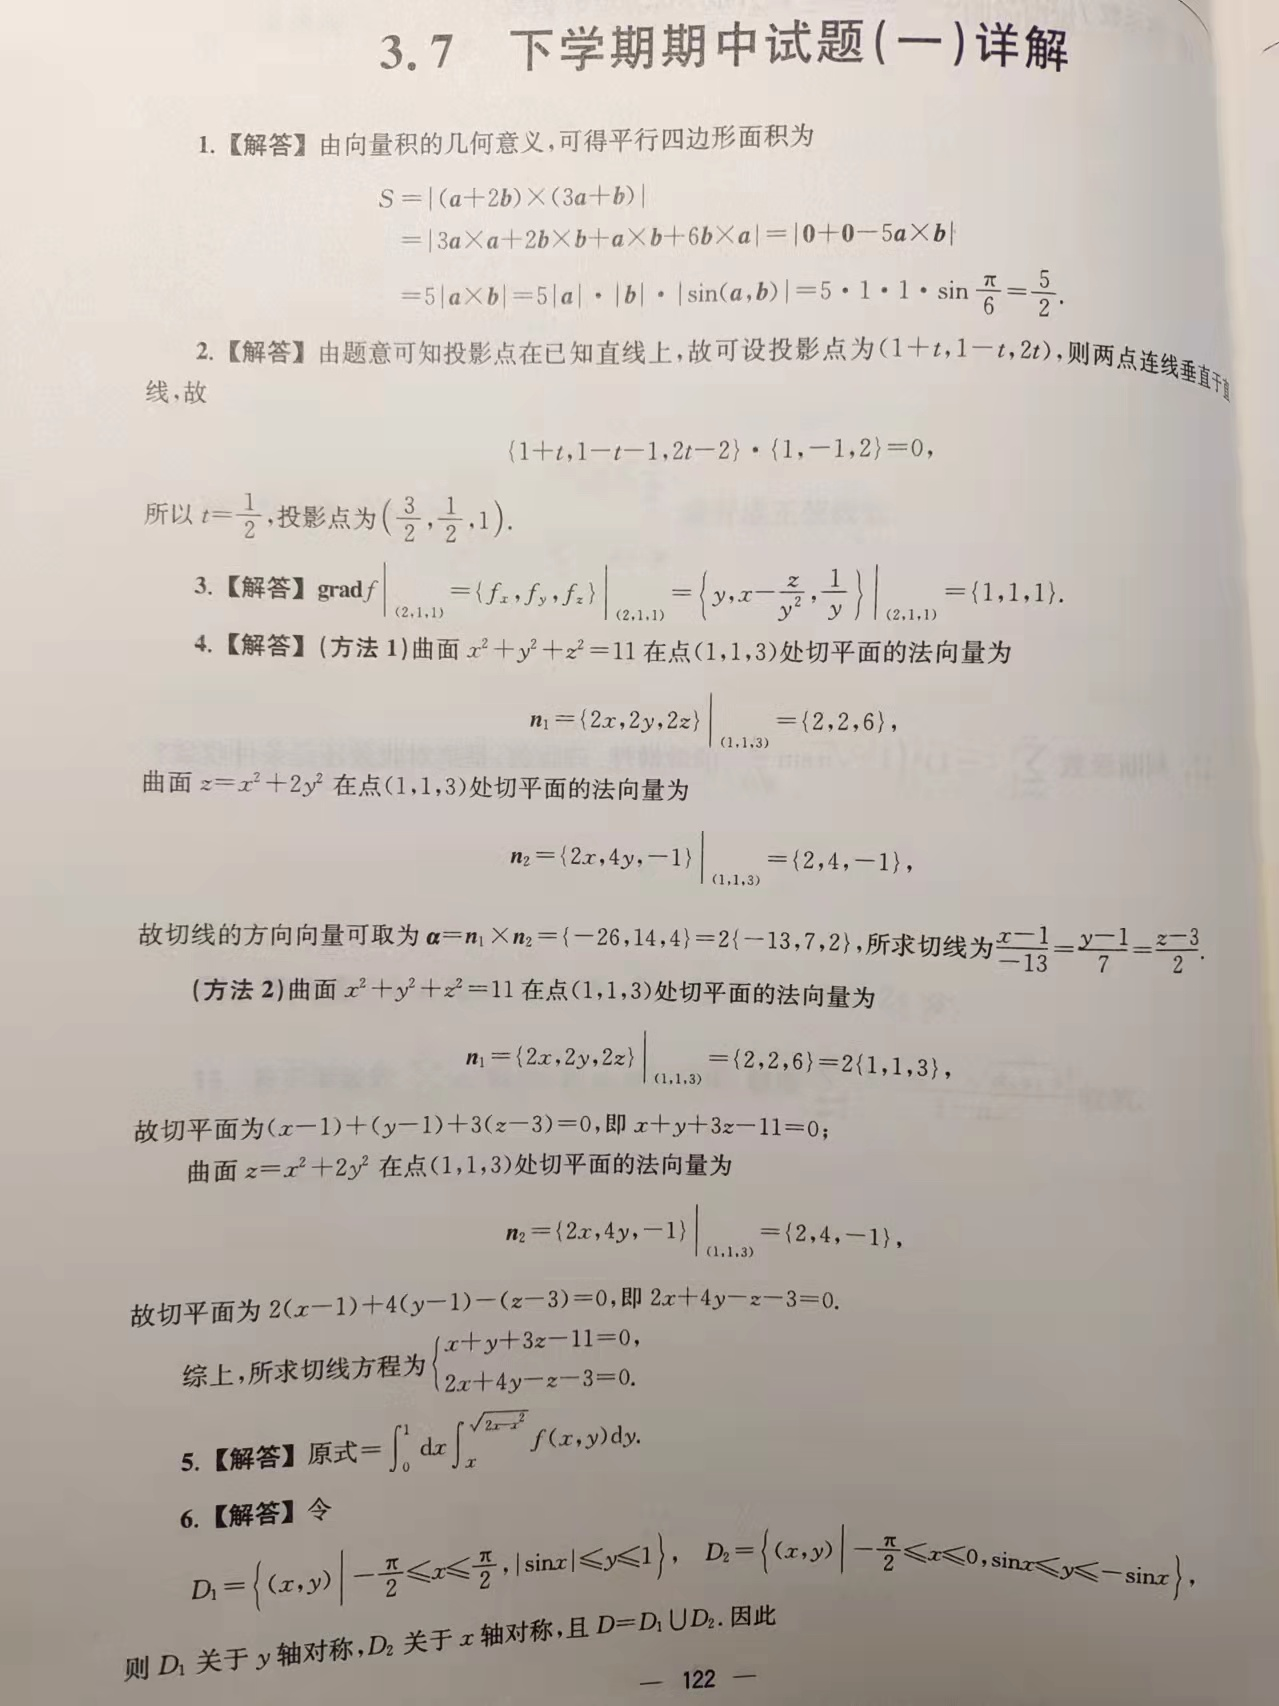 3.7 下学期期中试题(一)详解
1.【解答】由向量积的几何意义,可得平行四边形面积为
S=|(a+2b)×(3a+b)|
=|3a×a+2b×b+a×b+6b×a|=|0+0-5a×b|
=5|a×b|=5|a|·|b|·|sin(a,b)|=5·1·1·sin π/6=5/2.
2.【解答】由题意可知投影点在已知直线上,故可设投影点为(1+t,1-t,2t),则两点连线垂直于直
线,故
{1+t,1-t-1,2t-2}·{1,-1,2}=0,
所以 t=1/2,投影点为(3/2,1/2,1).
3.【解答】gradf|(2,1,1)={fx,fy,fz}|(2,1,1)={y,x-z/y²,1/y}|(2,1,1)={1,1,1}.
4.【解答】(方法1)曲面 x²+y²+z²=11 在点(1,1,3)处切平面的法向量为
n₁={2x,2y,2z}|(1,1,3)={2,2,6},
曲面 z=x²+2y² 在点(1,1,3)处切平面的法向量为
n₂={2x,4y,-1}|(1,1,3)={2,4,-1},
故切线的方向向量可取为 α=n₁×n₂={-26,14,4}=2{-13,7,2},所求切线为(x-1)/(-13)=(y-1)/7=(z-3)/2.
(方法2)曲面 x²+y²+z²=11 在点(1,1,3)处切平面的法向量为
n₁={2x,2y,2z}|(1,1,3)={2,2,6}=2{1,1,3},
故切平面为(x-1)+(y-1)+3(z-3)=0,即 x+y+3z-11=0;
曲面 z=x²+2y² 在点(1,1,3)处切平面的法向量为
n₂={2x,4y,-1}|(1,1,3)={2,4,-1},
故切平面为 2(x-1)+4(y-1)-(z-3)=0,即 2x+4y-z-3=0.
综上,所求切线方程为{x+y+3z-11=0,
2x+4y-z-3=0.
5.【解答】原式=∫₀¹dx∫ₓ^√(2x-x²) f(x,y)dy.
6.【解答】令
D₁={(x,y)|-π/2≤x≤π/2,|sinx|≤y≤1}, D₂={(x,y)|-π/2≤x≤0,sinx≤y≤-sinx},
则 D₁ 关于 y 轴对称,D₂ 关于 x 轴对称,且 D=D₁∪D₂.因此
— 122 —